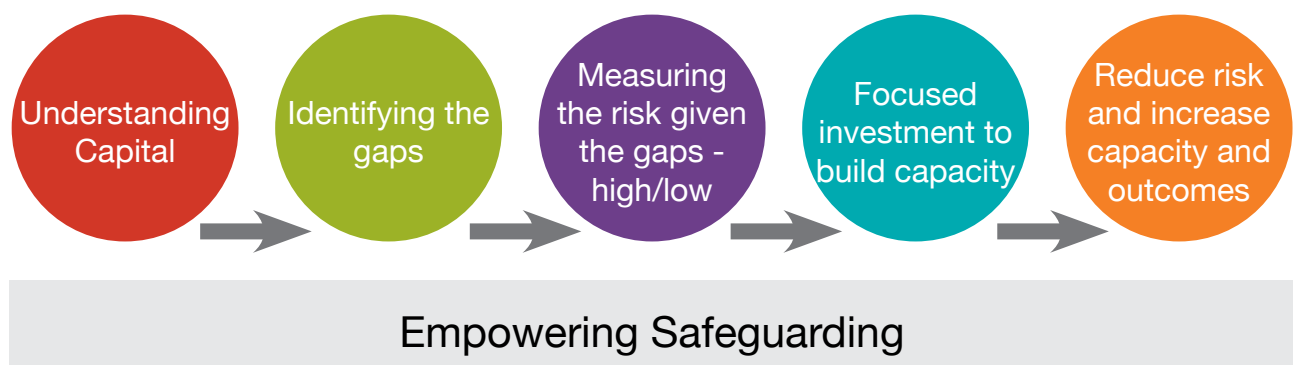 Understanding
Capital
Identifying the
gaps
Measuring
the risk given
the gaps -
high/low
Focused
investment to
build capacity
Reduce risk
and increase
capacity and
outcomes
Empowering Safeguarding